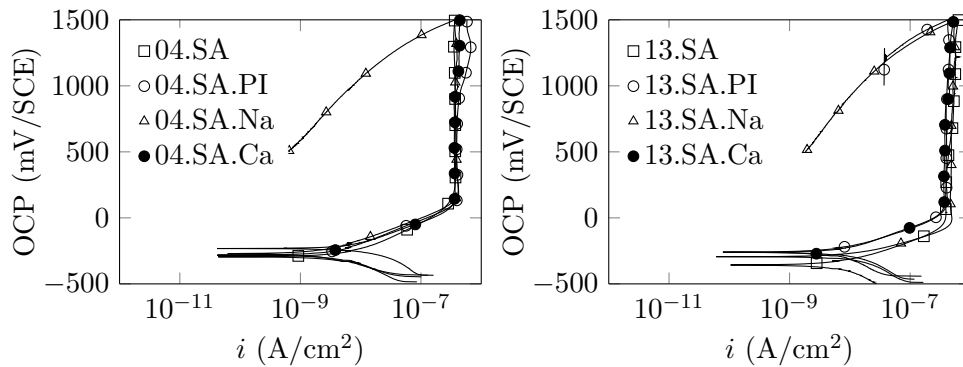 1500
1000
500
0
−500
OCP (mV/SCE)
04.SA
04.SA.PI
04.SA.Na
04.SA.Ca
10−11
10−9
10−7
i (A/cm2)
1500
1000
500
0
−500
OCP (mV/SCE)
13.SA
13.SA.PI
13.SA.Na
13.SA.Ca
10−11
10−9
10−7
i (A/cm2)